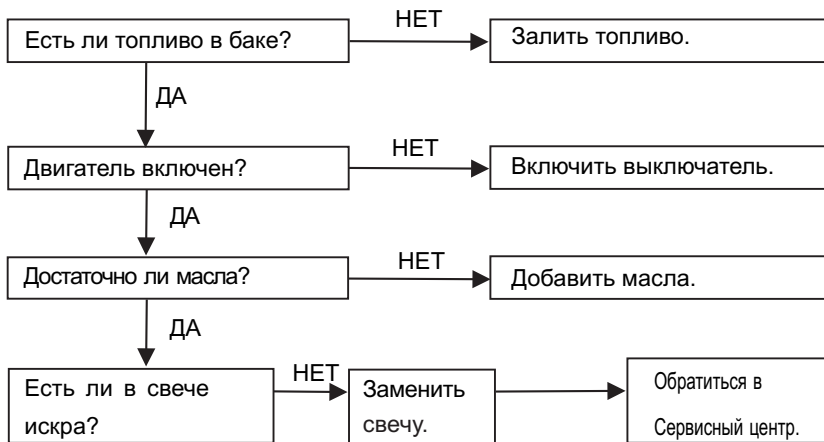 Есть ли топливо в баке?
НЕТ
Залить топливо.
ДА
Двигатель включен?
НЕТ
Включить выключатель.
ДА
Достаточно ли масла?
НЕТ
Добавить масла.
ДА
Есть ли в свече
искра?
НЕТ
Заменить
свечу.
Обратиться в
Сервисный центр.